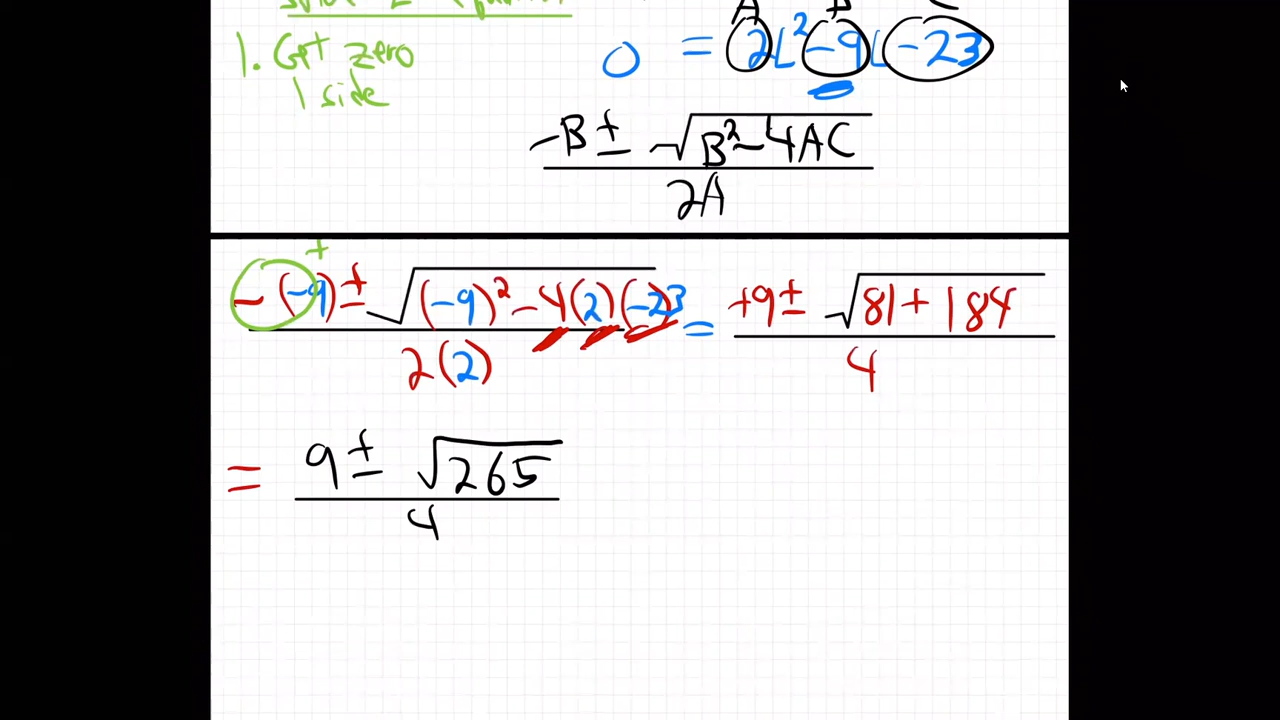 1. Get zero
1 side
A B C
0 = 2L² -9L -23
-B ± √B²-4AC
2A
+
-(-9) ± √(-9)² - 4(2)(-23 = +9 ± √81 + 184
2(2) 4
= 9 ± √265
4